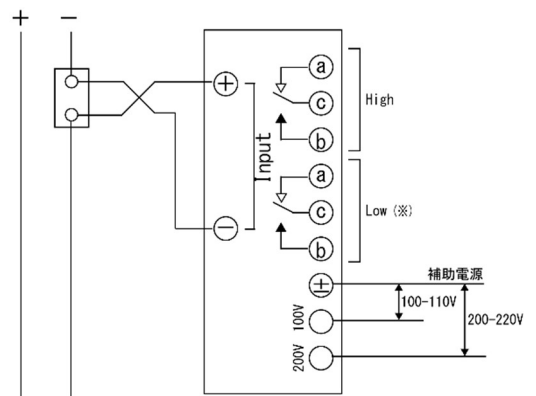 + −
+
Input
−
a
c
b
High
a
c
b
Low (※)
±
100V
200V
補助電源
100-110V
200-220V